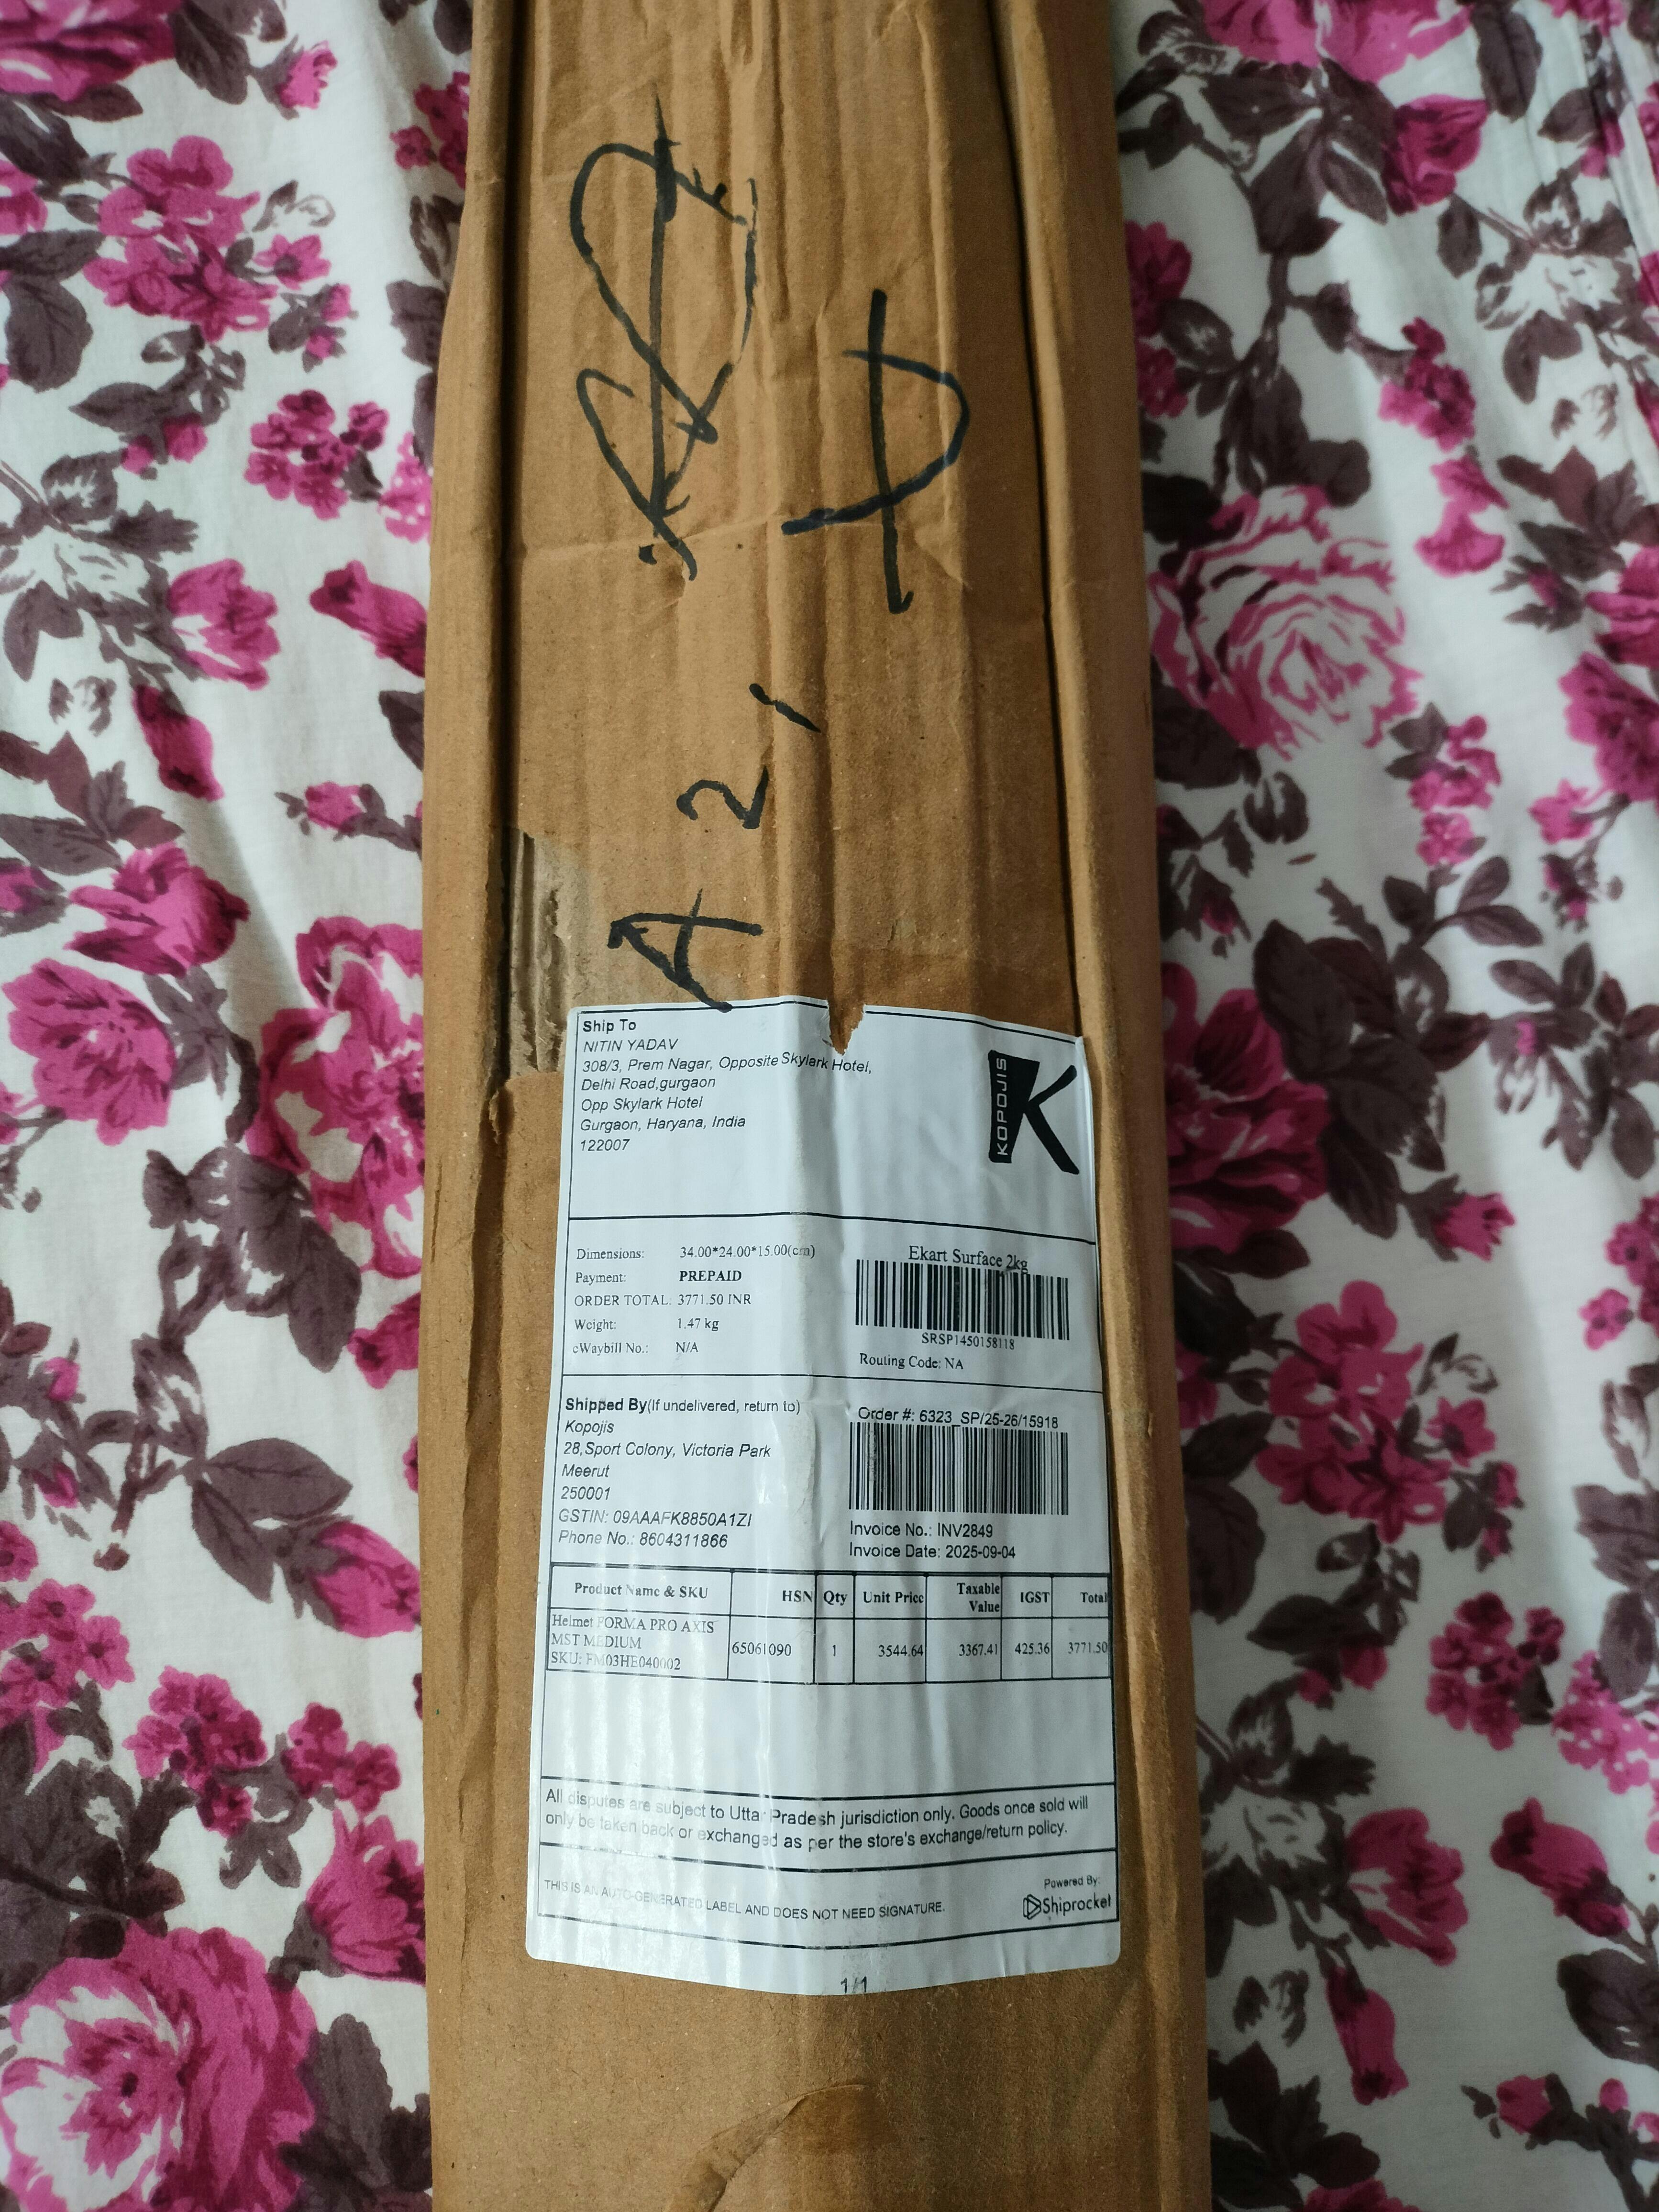 A 2 1
Ship To
NITIN YADAV
308/3, Prem Nagar, Opposite Skylark Hotel,
Delhi Road,gurgaon
Opp Skylark Hotel
Gurgaon, Haryana, India
122007
KOPOJIS
K
Dimensions: 34.00*24.00*15.00(cm)
Payment: PREPAID
ORDER TOTAL: 3771.50 INR
Weight: 1.47 kg
eWaybill No.: N/A
Ekart Surface 2kg
SRSP1450158118
Routing Code: NA
Shipped By(If undelivered, return to)
Kopojis
28,Sport Colony, Victoria Park
Meerut
250001
GSTIN: 09AAAFK8850A1ZI
Phone No.: 8604311866
Order #: 6323_SP/25-26/15918
Invoice No.: INV2849
Invoice Date: 2025-09-04
Product Name & SKU HSN Qty Unit Price Taxable Value IGST Total
Helmet FORMA PRO AXIS
MST MEDIUM
SKU: FM03HE040002
65061090 1 3544.64 3367.41 425.36 3771.50
All disputes are subject to Uttar Pradesh jurisdiction only. Goods once sold will
only be taken back or exchanged as per the store's exchange/return policy.
THIS IS AN AUTO-GENERATED LABEL AND DOES NOT NEED SIGNATURE.
Powered By:
Shiprocket
1/1